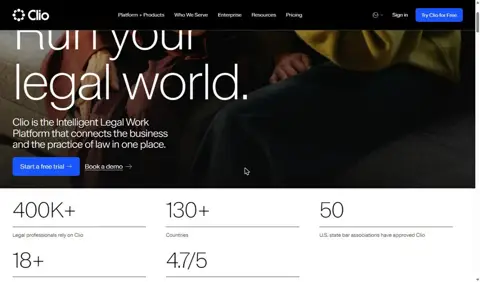 Clio
Platform + Products
Who We Serve
Enterprise
Resources
Pricing
Sign in
Try Clio for Free
Run your
legal world.
Clio is the Intelligent Legal Work
Platform that connects the business
and the practice of law in one place.
Start a free trial →
Book a demo →
400K+
130+
50
Legal professionals rely on Clio
Countries
U.S. state bar associations have approved Clio
18+
4.7/5